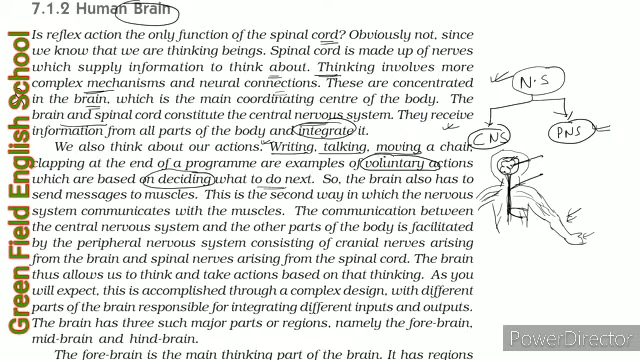 7.1.2 Human Brain
Is reflex action the only function of the spinal cord? Obviously not, since
we know that we are thinking beings. Spinal cord is made up of nerves
which supply information to think about. Thinking involves more
complex mechanisms and neural connections. These are concentrated
in the brain, which is the main coordinating centre of the body. The
brain and spinal cord constitute the central nervous system. They receive
information from all parts of the body and integrate it.
We also think about our actions. Writing, talking, moving a chair,
clapping at the end of a programme are examples of voluntary actions
which are based on deciding what to do next. So, the brain also has to
send messages to muscles. This is the second way in which the nervous
system communicates with the muscles. The communication between
the central nervous system and the other parts of the body is facilitated
by the peripheral nervous system consisting of cranial nerves arising
from the brain and spinal nerves arising from the spinal cord. The brain
thus allows us to think and take actions based on that thinking. As you
will expect, this is accomplished through a complex design, with different
parts of the brain responsible for integrating different inputs and outputs.
The brain has three such major parts or regions, namely the fore-brain,
mid-brain and hind-brain.
The fore-brain is the main thinking part of the brain. It has regions
Green Field English School
N.S
CNS
PNS
PowerDirector